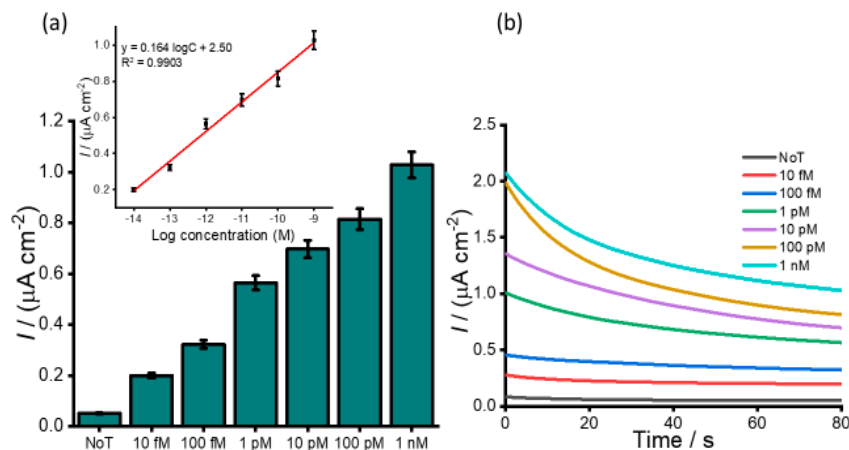 (a)
y = 0.164 logC + 2.50
R² = 0.9903
I / (μA cm⁻²)
1.0
0.8
0.6
0.4
0.2
-14 -13 -12 -11 -10 -9
Log concentration (M)
I / (μA cm⁻²)
1.2
1.0
0.8
0.6
0.4
0.2
0.0
NoT 10 fM 100 fM 1 pM 10 pM 100 pM 1 nM
(b)
I / (μA cm⁻²)
2.5
2.0
1.5
1.0
0.5
0.0
NoT
10 fM
100 fM
1 pM
10 pM
100 pM
1 nM
0 20 40 60 80
Time / s